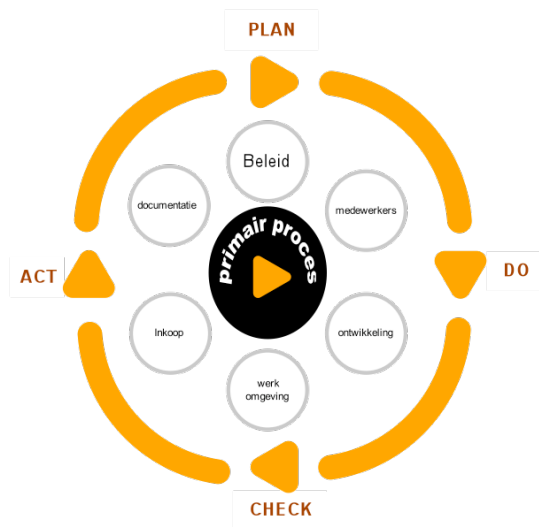 PLAN
Beleid
documentatie
medewerkers
primair proces
ACT
DO
Inkoop
ontwikkeling
werk
omgeving
CHECK